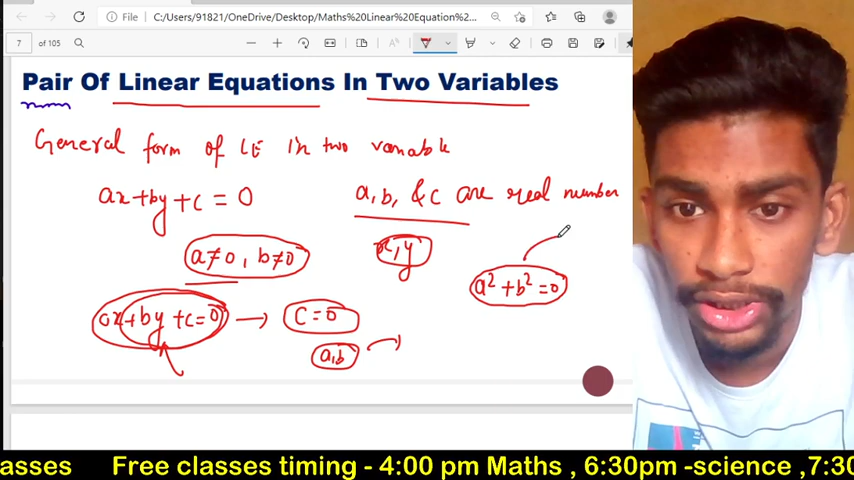 File
C:/Users/91821/OneDrive/Desktop/Maths%20Linear%20Equation%2...
7 of 105
Pair Of Linear Equations In Two Variables
General form of LE in two variable
ax+by+c=0 a,b, & c are real number
a≠0, b≠0 x,y
a²+b²=0
ax+by+c=0 → c=0
a,b
lasses Free classes timing - 4:00 pm Maths , 6:30pm -science ,7:30